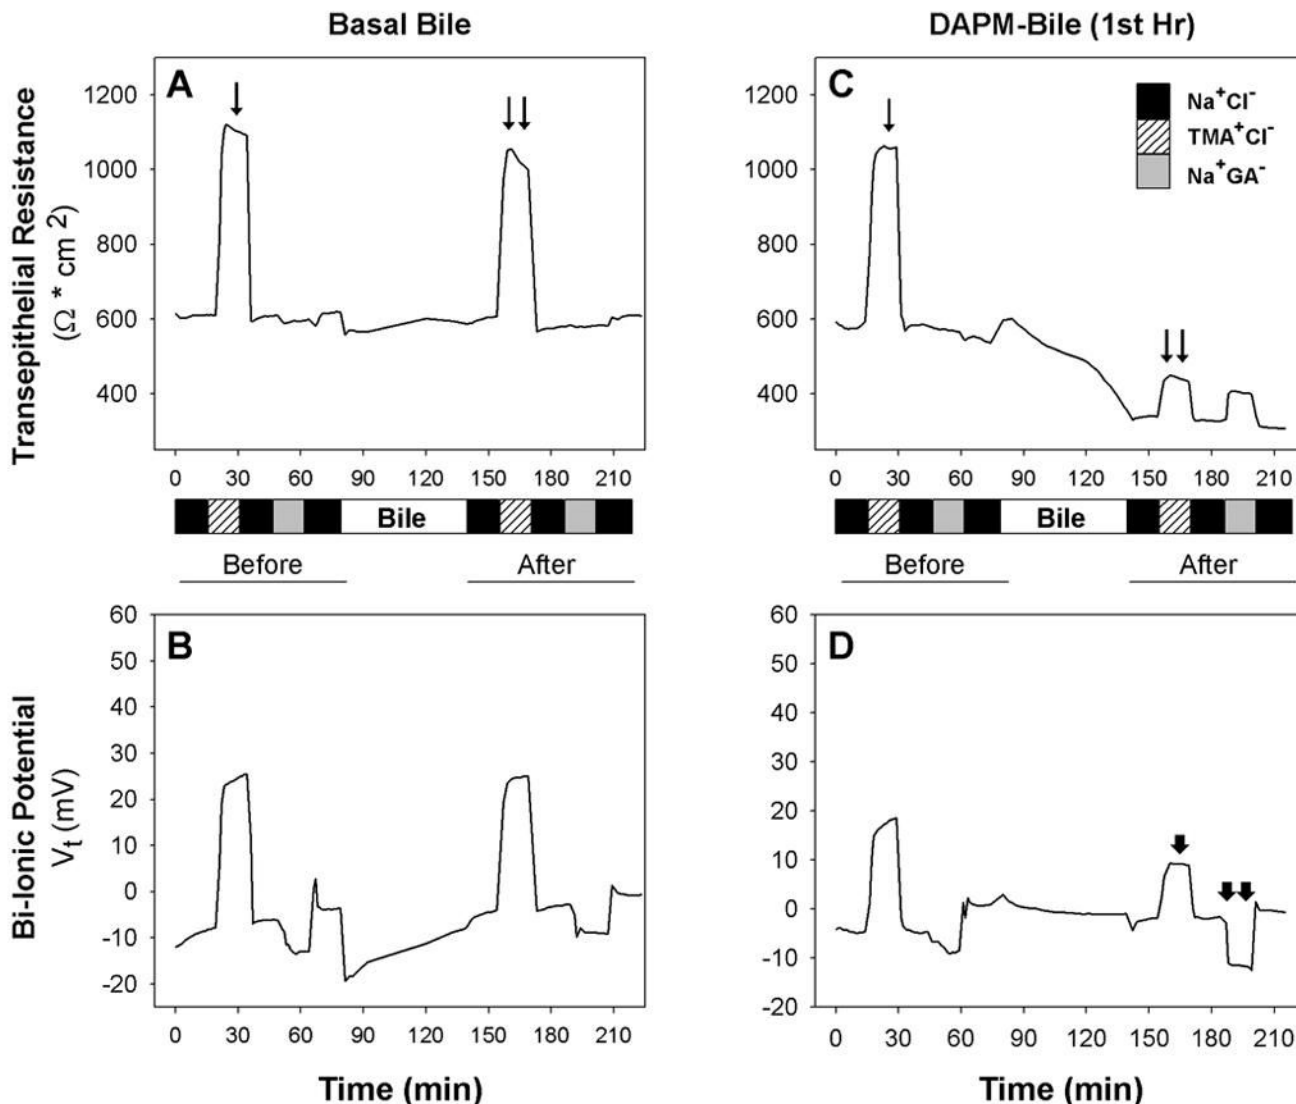 Basal Bile
DAPM-Bile (1st Hr)
Transepithelial Resistance
(Ω * cm²)
A
1200
1000
800
600
400
0 30 60 90 120 150 180 210
Bile
Before After
C
Na⁺Cl⁻
TMA⁺Cl⁻
Na⁺GA⁻
1200
1000
800
600
400
0 30 60 90 120 150 180 210
Bile
Before After
Bi-Ionic Potential
Vₜ (mV)
B
60
50
40
30
20
10
0
-10
-20
0 30 60 90 120 150 180 210
Time (min)
D
60
50
40
30
20
10
0
-10
-20
0 30 60 90 120 150 180 210
Time (min)